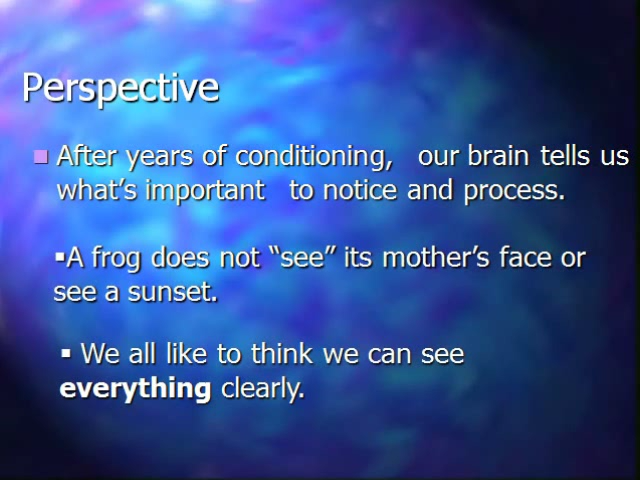 Perspective
■ After years of conditioning, our brain tells us
what’s important to notice and process.
▪A frog does not “see” its mother’s face or
see a sunset.
▪ We all like to think we can see
everything clearly.